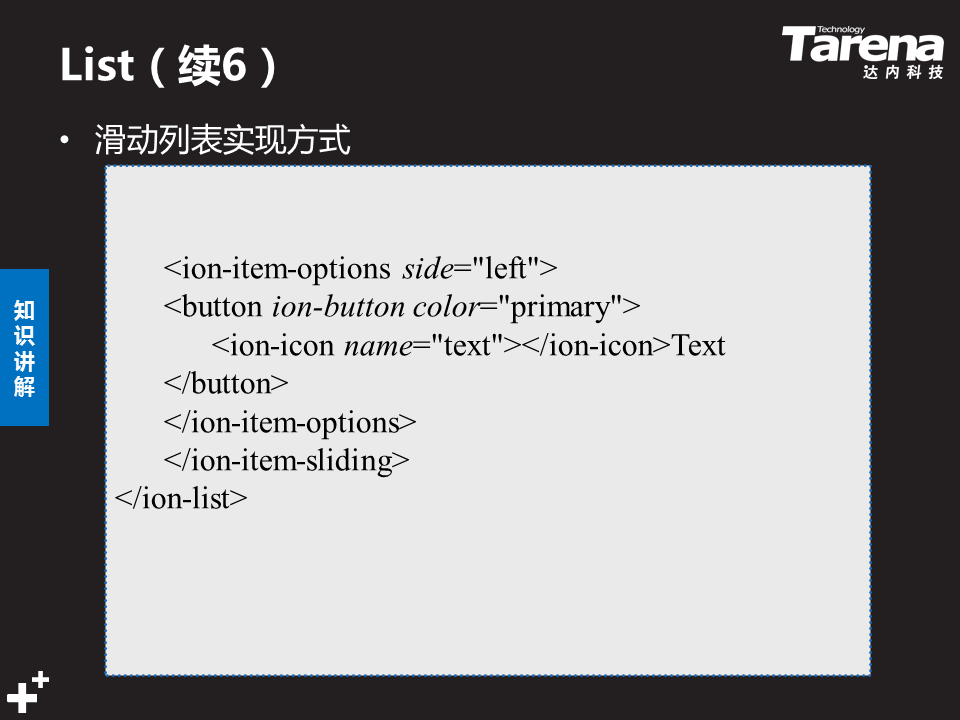 List（续6）
Technology
Tarena
达内科技
• 滑动列表实现方式
<ion-item-options side="left">
<button ion-button color="primary">
<ion-icon name="text"></ion-icon>Text
</button>
</ion-item-options>
</ion-item-sliding>
</ion-list>
知
识
讲
解